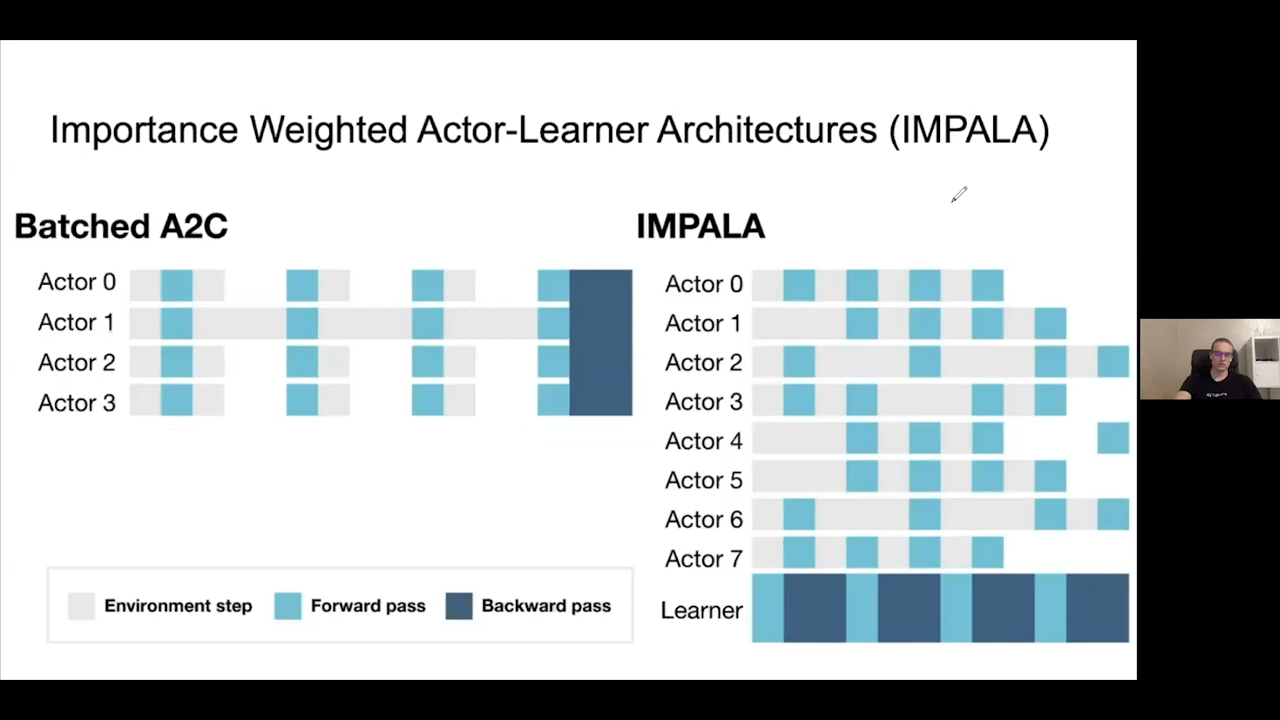 Importance Weighted Actor-Learner Architectures (IMPALA)
Batched A2C
Actor 0
Actor 1
Actor 2
Actor 3
Environment step
Forward pass
Backward pass
IMPALA
Actor 0
Actor 1
Actor 2
Actor 3
Actor 4
Actor 5
Actor 6
Actor 7
Learner